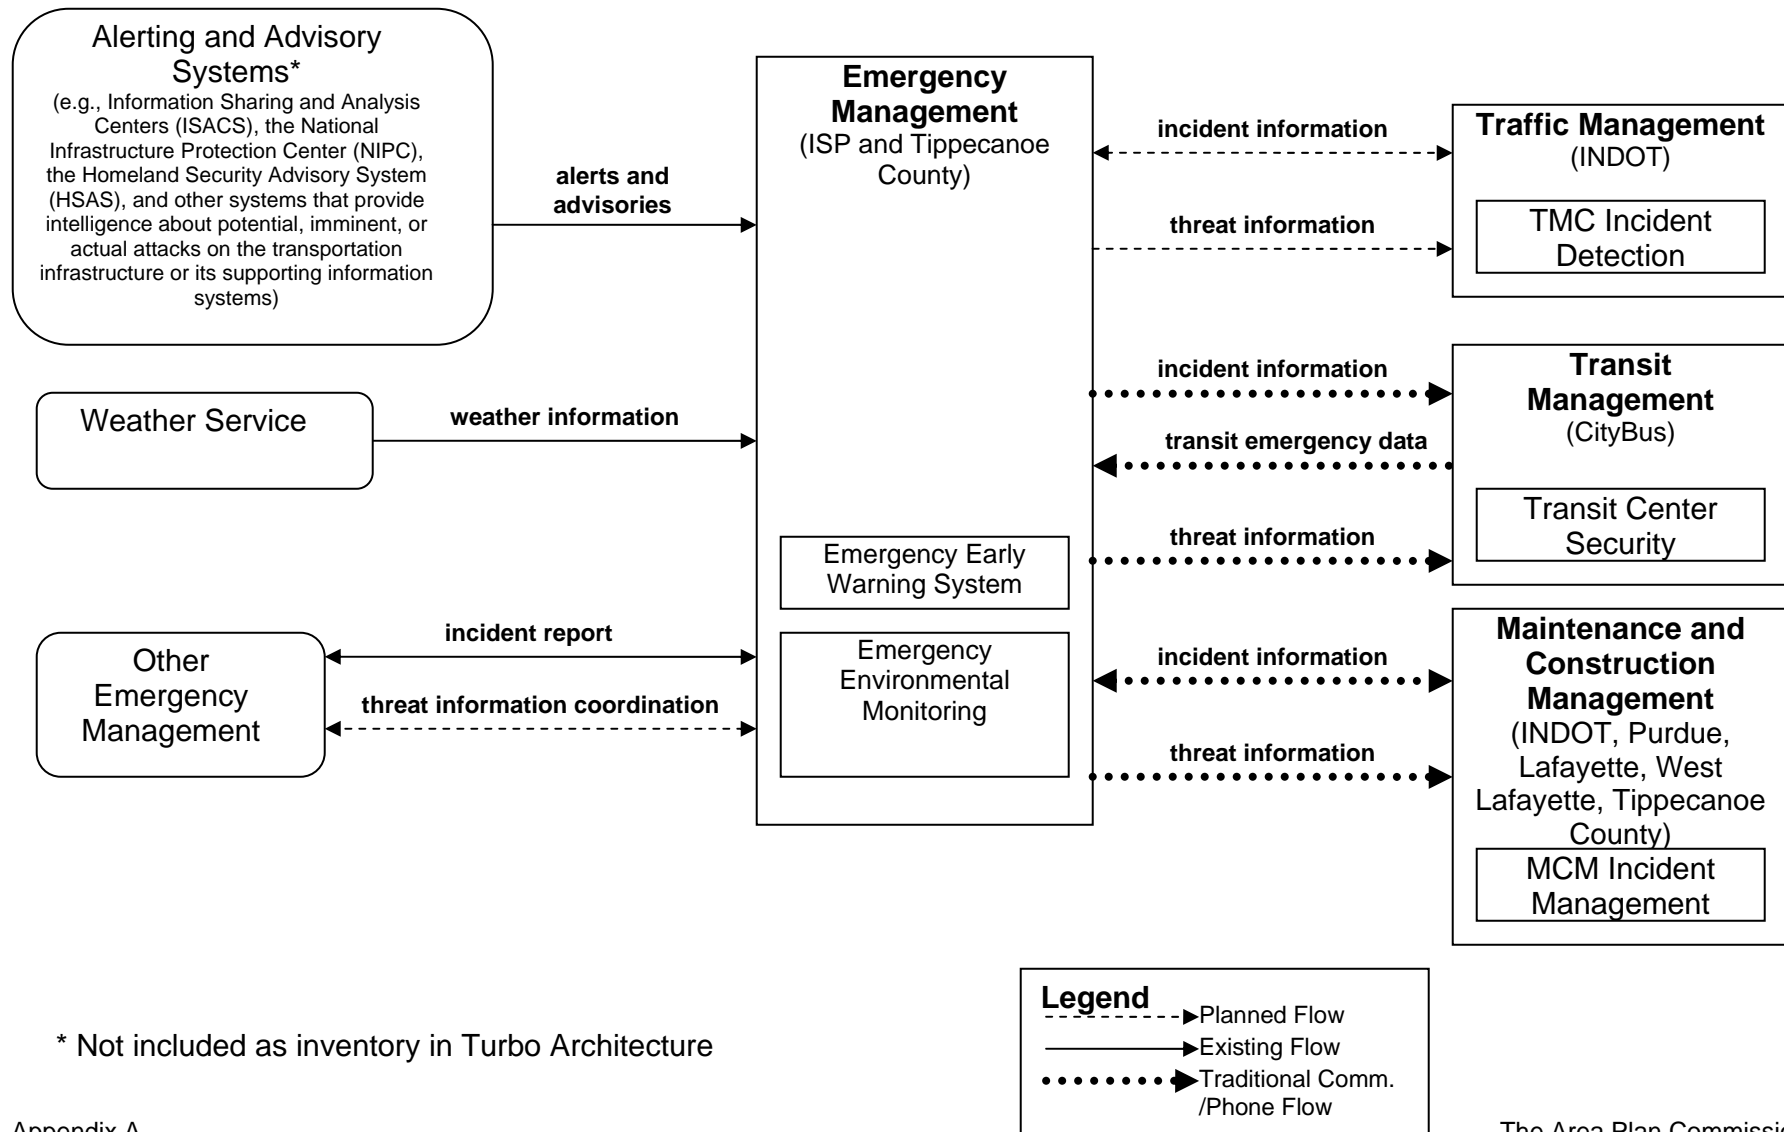 Alerting and Advisory
Systems*
(e.g., Information Sharing and Analysis
Centers (ISACS), the National
Infrastructure Protection Center (NIPC),
the Homeland Security Advisory System
(HSAS), and other systems that provide
intelligence about potential, imminent, or
actual attacks on the transportation
infrastructure or its supporting information
systems)
alerts and
advisories
Weather Service
weather information
Other
Emergency
Management
incident report
threat information coordination
Emergency
Management
(ISP and Tippecanoe
County)
Emergency Early
Warning System
Emergency
Environmental
Monitoring
incident information
threat information
Traffic Management
(INDOT)
TMC Incident
Detection
incident information
transit emergency data
threat information
Transit
Management
(CityBus)
Transit Center
Security
incident information
threat information
Maintenance and
Construction
Management
(INDOT, Purdue,
Lafayette, West
Lafayette, Tippecanoe
County)
MCM Incident
Management
* Not included as inventory in Turbo Architecture
Legend
Planned Flow
Existing Flow
Traditional Comm.
/Phone Flow
Appendix A
The Area Plan